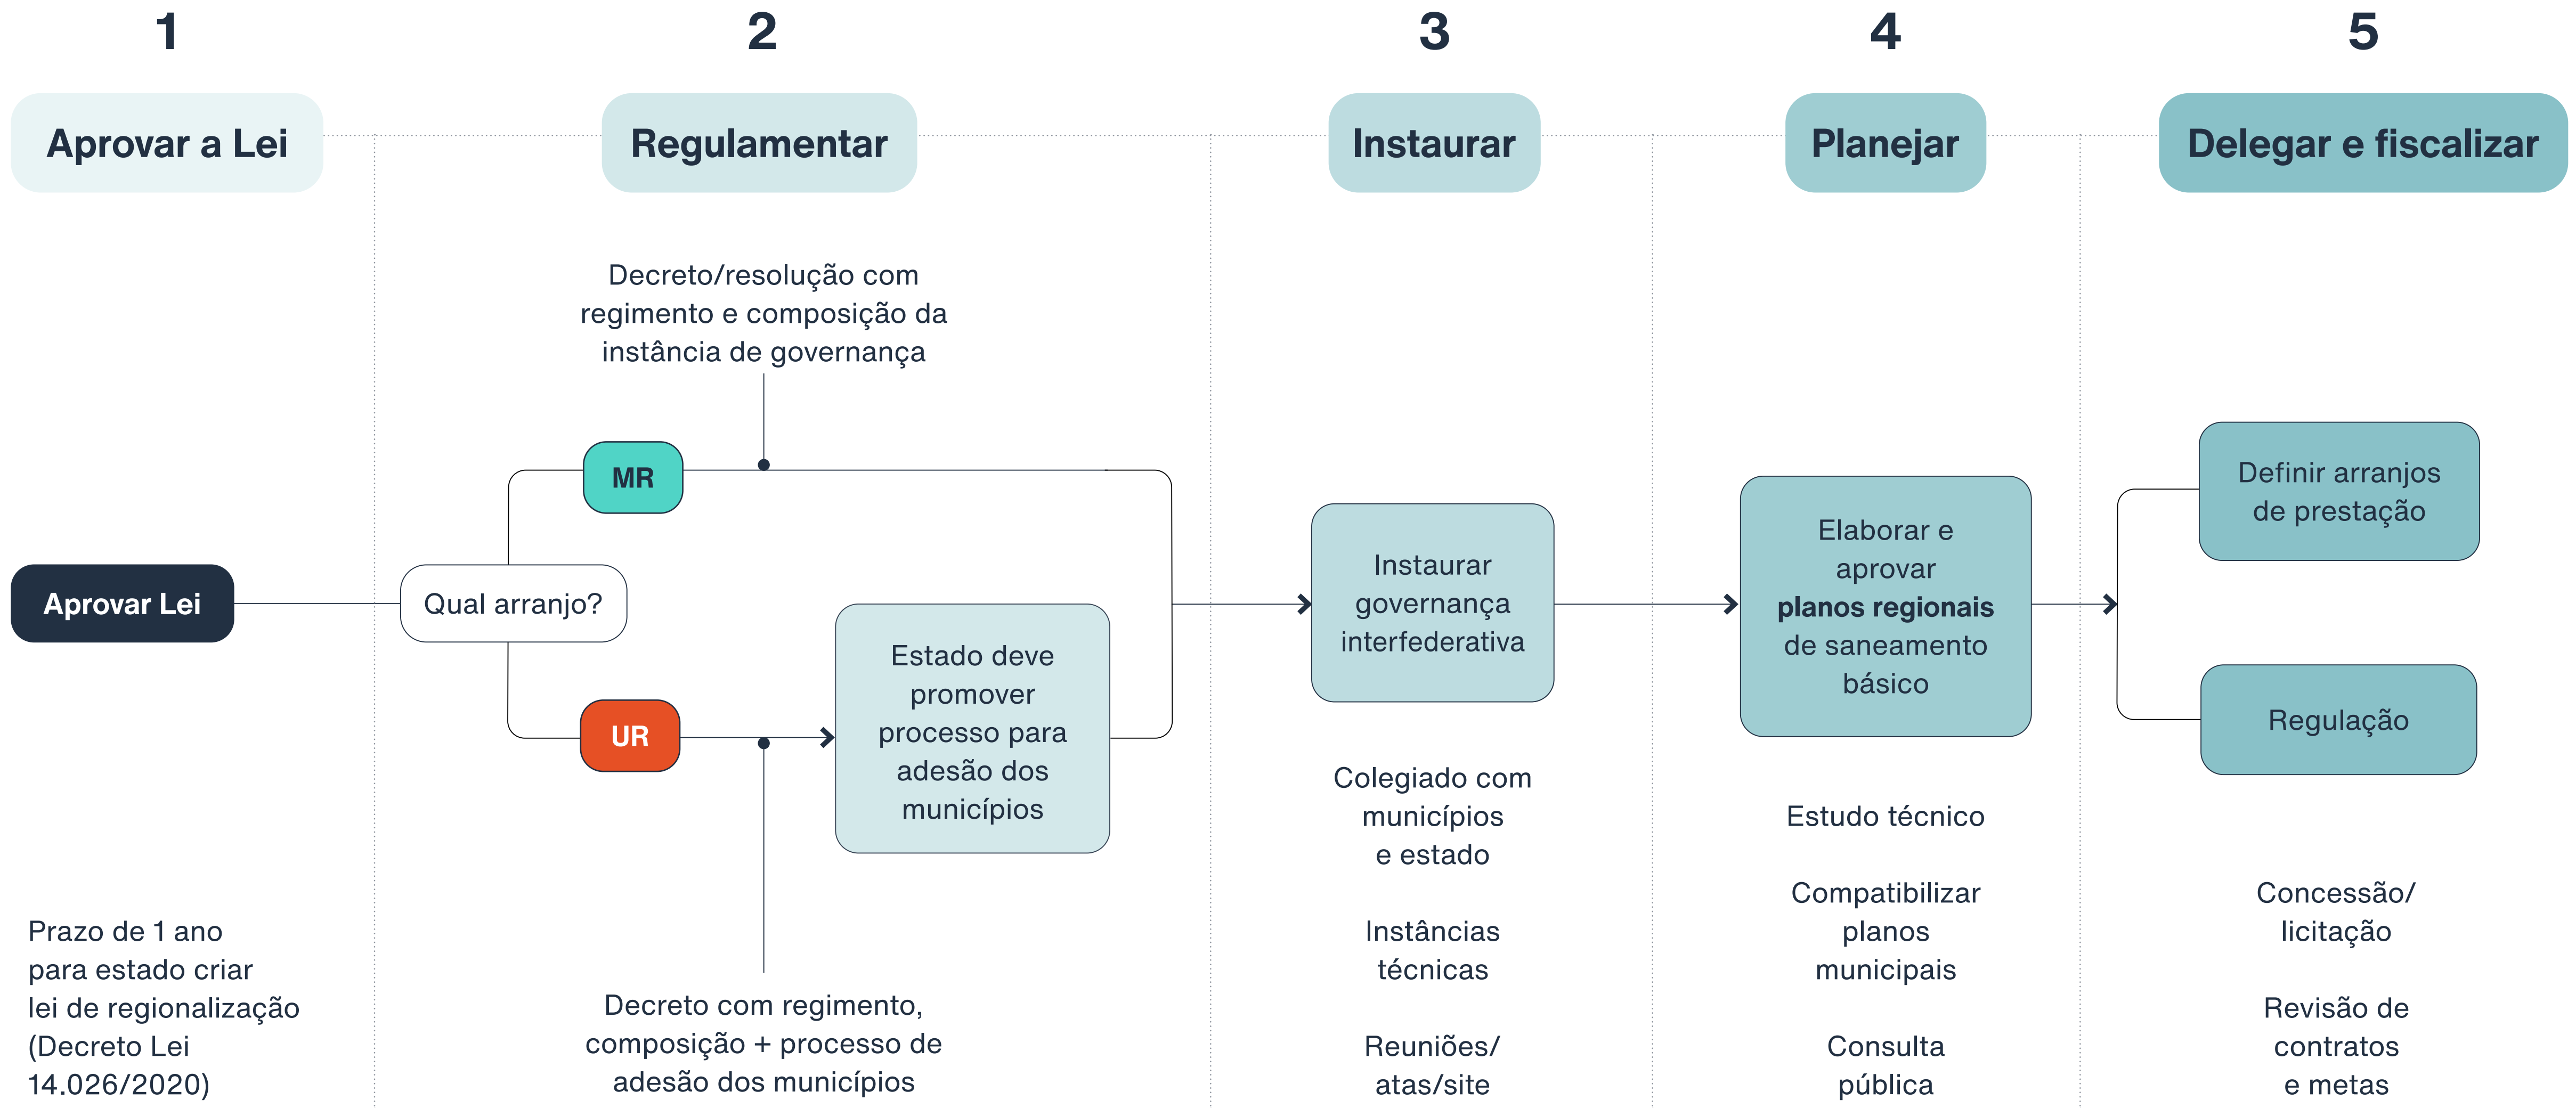 1
2
3
4
5
Aprovar a Lei
Regulamentar
Instaurar
Planejar
Delegar e fiscalizar
Aprovar Lei
Prazo de 1 ano
para estado criar
lei de regionalização
(Decreto Lei
14.026/2020)
Qual arranjo?
Decreto/resolução com
regimento e composição da
instância de governança
MR
UR
Estado deve
promover
processo para
adesão dos
municípios
Decreto com regimento,
composição + processo de
adesão dos municípios
Instaurar
governança
interfederativa
Colegiado com
municípios
e estado
Instâncias
técnicas
Reuniões/
atas/site
Elaborar e
aprovar
planos regionais
de saneamento
básico
Estudo técnico
Compatibilizar
planos
municipais
Consulta
pública
Definir arranjos
de prestação
Regulação
Concessão/
licitação
Revisão de
contratos
e metas